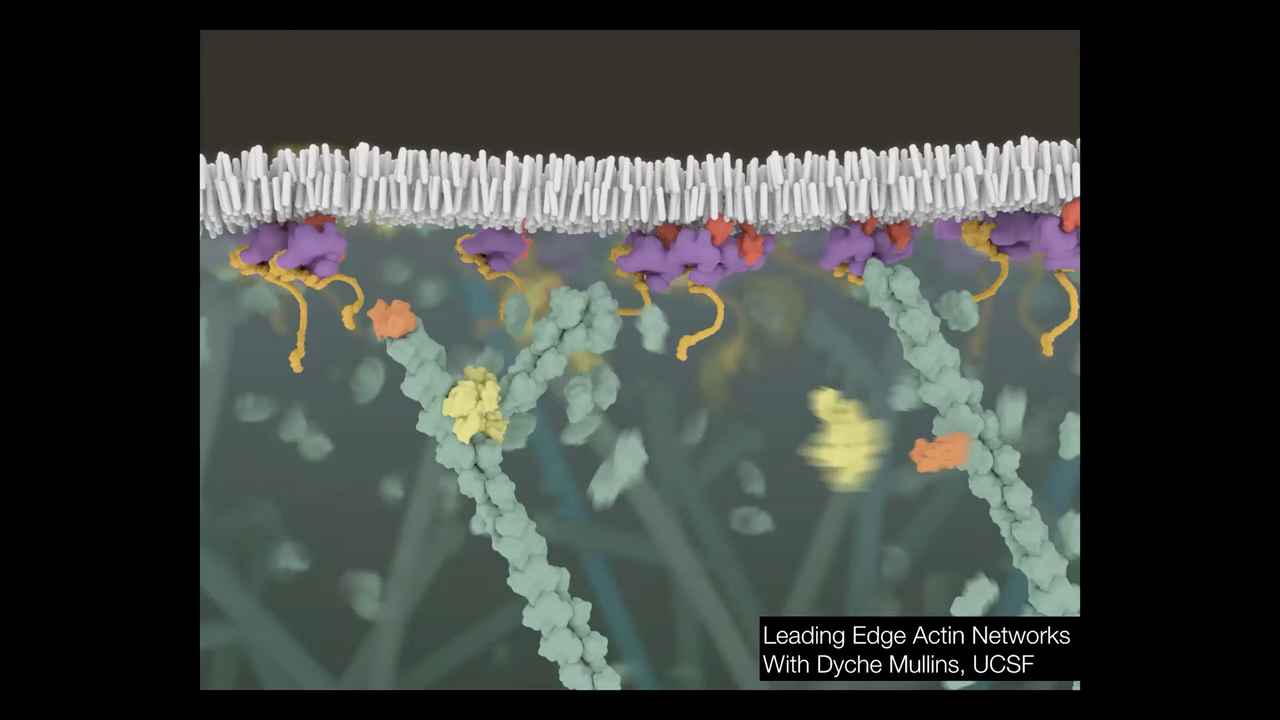 Leading Edge Actin Networks
With Dyche Mullins, UCSF